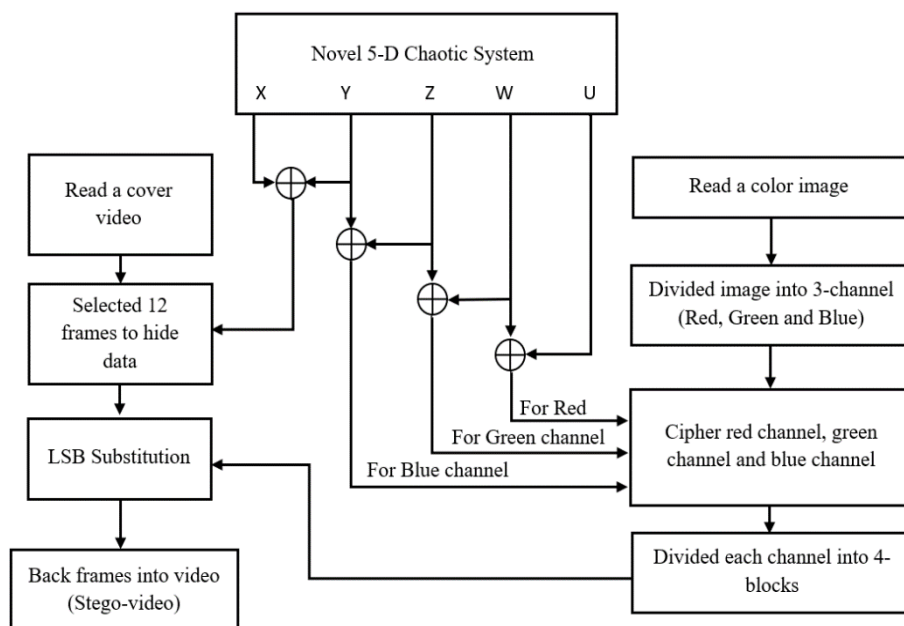 Novel 5-D Chaotic System
X Y Z W U
Read a cover
video
Selected 12
frames to hide
data
LSB Substitution
Back frames into video
(Stego-video)
For Red
For Green channel
For Blue channel
Read a color image
Divided image into 3-channel
(Red, Green and Blue)
Cipher red channel, green
channel and blue channel
Divided each channel into 4-
blocks